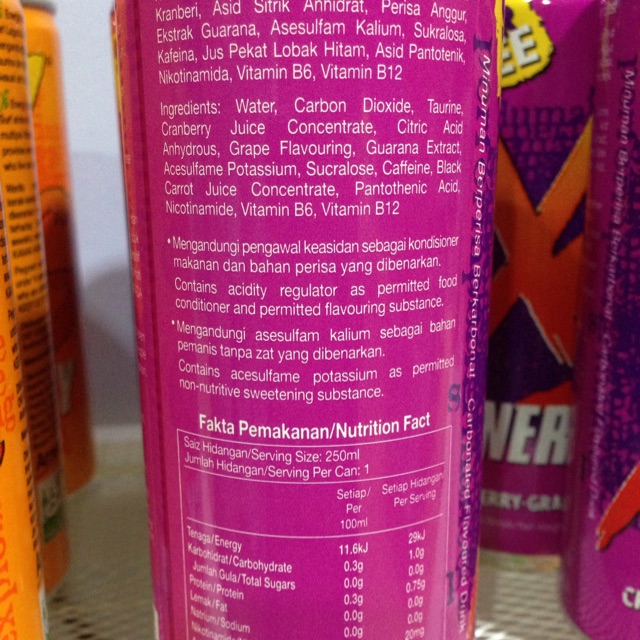 Kranberi, Asid Sitrik Anhidrat, Perisa Anggur,
Ekstrak Guarana, Asesulfam Kalium, Sukralosa,
Kafeina, Jus Pekat Lobak Hitam, Asid Pantotenik,
Nikotinamida, Vitamin B6, Vitamin B12
Ingredients: Water, Carbon Dioxide, Taurine,
Cranberry Juice Concentrate, Citric Acid
Anhydrous, Grape Flavouring, Guarana Extract,
Acesulfame Potassium, Sucralose, Caffeine, Black
Carrot Juice Concentrate, Pantothenic Acid,
Nicotinamide, Vitamin B6, Vitamin B12
*Mengandungi pengawal keasidan sebagai kondisioner
makanan dan bahan perisa yang dibenarkan.
Contains acidity regulator as permitted food
conditioner and permitted flavouring substance.
*Mengandungi asesulfam kalium sebagai bahan
pemanis tanpa zat yang dibenarkan.
Contains acesulfame potassium as permitted
non-nutritive sweetening substance.
Fakta Pemakanan/Nutrition Fact
Saiz Hidangan/Serving Size: 250ml
Jumlah Hidangan/Serving Per Can: 1
Setiap/ Per 100ml
Setiap Hidangan Per Serving
Tenaga/Energy 11.6kJ 29kJ
Karbohidrat/Carbohydrate 0.3g 1.0g
Jumlah Gula/Total Sugars 0.0g 0.0g
Protein/Protein 0.3g 0.75g
Lemak/Fat 0.0g 0.0g
Natrium/Sodium 0.0g 0.0g
Minuman Berperisa Berkarbonat - Carbonated Flavoured Drink